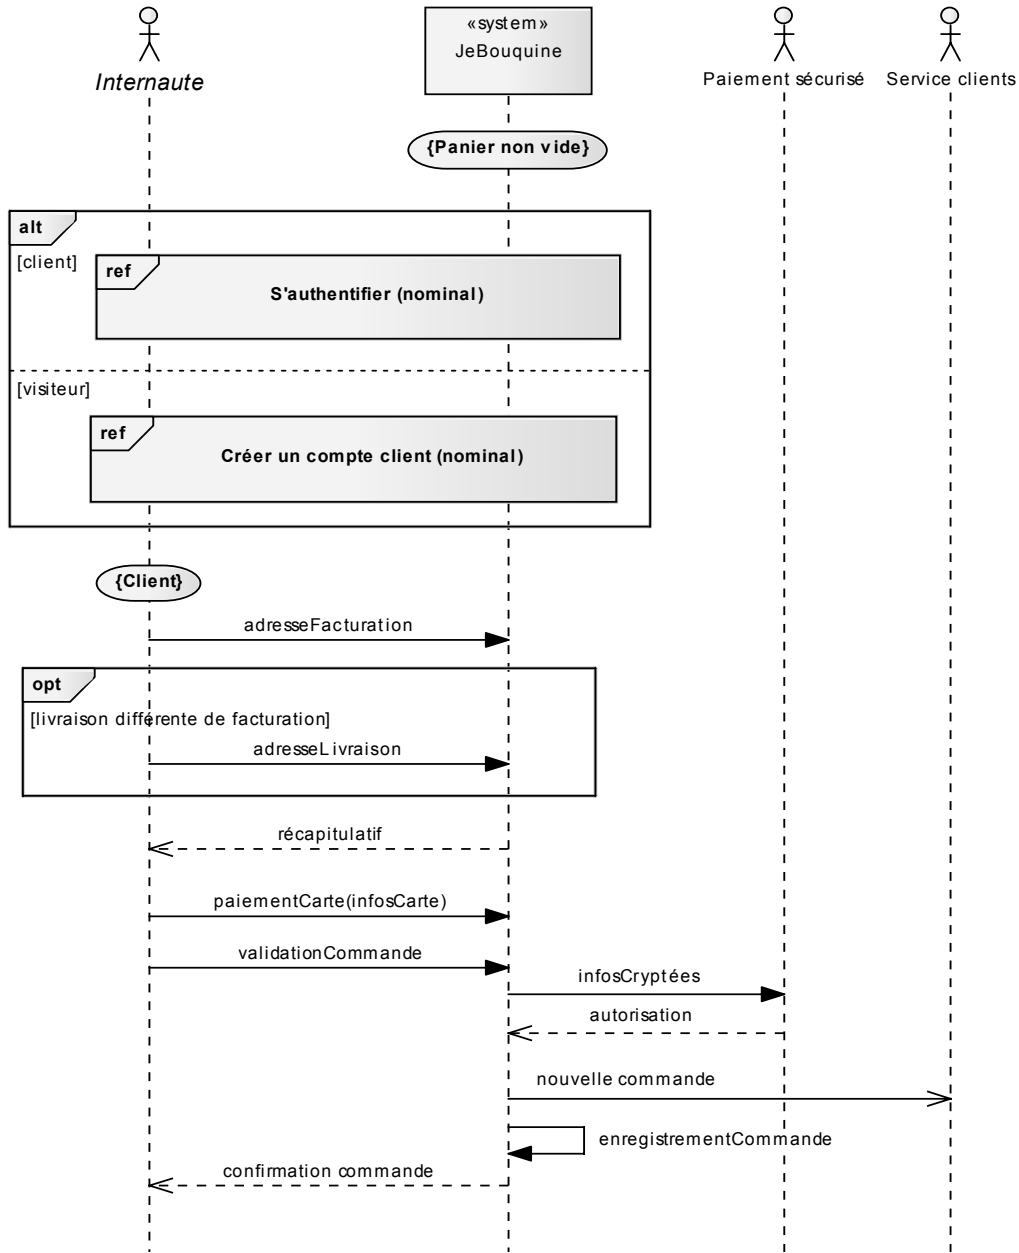 «system»
JeBouquine
Internaute
Paiement sécurisé
Service clients
{Panier non vide}
alt
[client]
ref
S'authentifier (nominal)
[visiteur]
ref
Créer un compte client (nominal)
{Client}
adresseFacturation
opt
[livraison différente de facturation]
adresseLivraison
récapitulatif
paiementCarte(infosCarte)
validationCommande
infosCryptées
autorisation
nouvelle commande
enregistrementCommande
confirmation commande